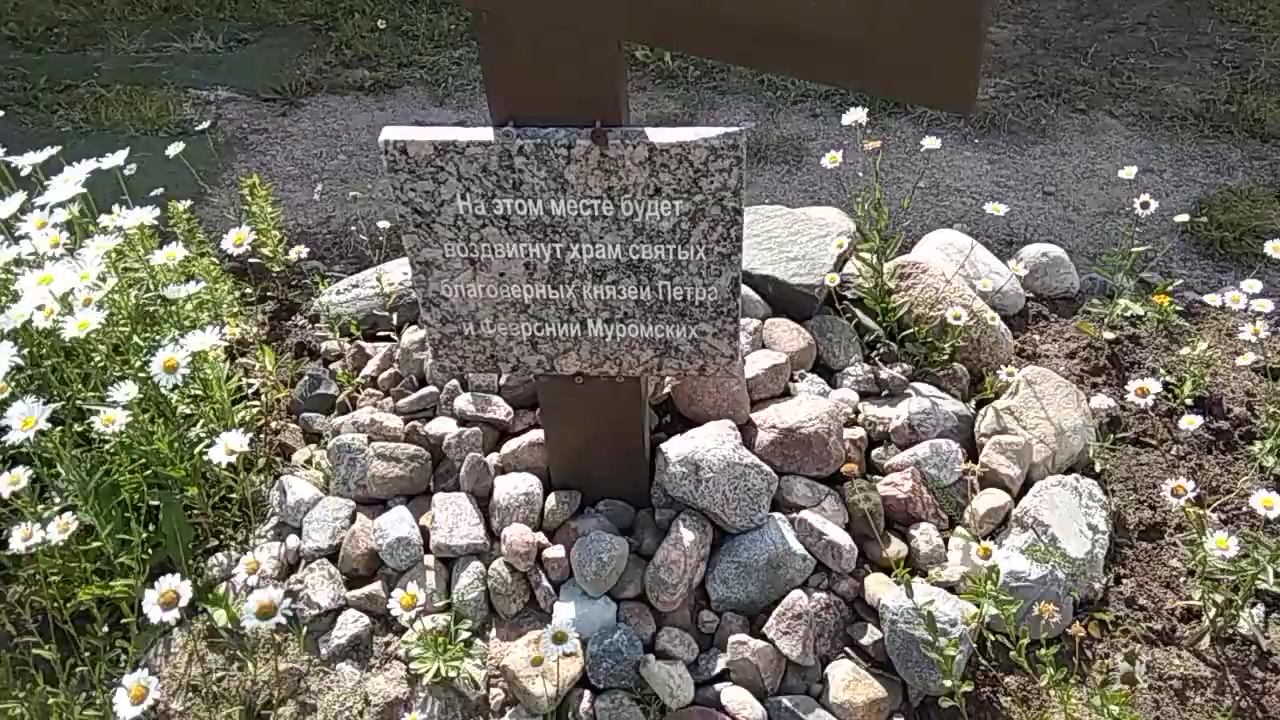 На этом месте будет
воздвигнут храм святых
благоверных князей Петра
и Февронии Муромских